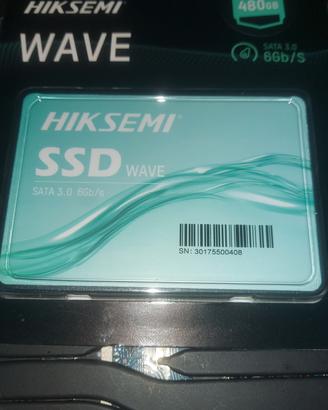 HIKSEMI
480GB
WAVE
SATA 3.0
6Gb/S
HIKSEMI
SSD WAVE
SATA 3.0 6Gb/s
SN: 30175500408